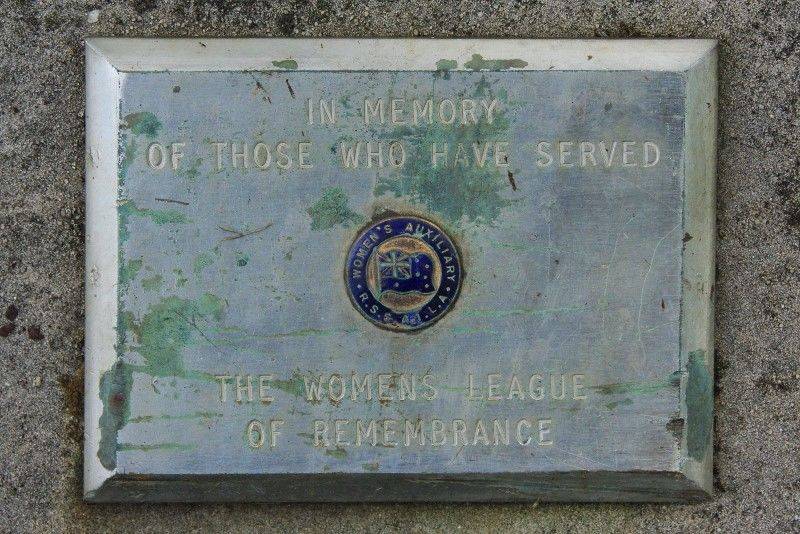 IN MEMORY
OF THOSE WHO HAVE SERVED
WOMEN'S AUXILIARY
R.S.S.A.I.L.A.
THE WOMENS LEAGUE
OF REMEMBRANCE